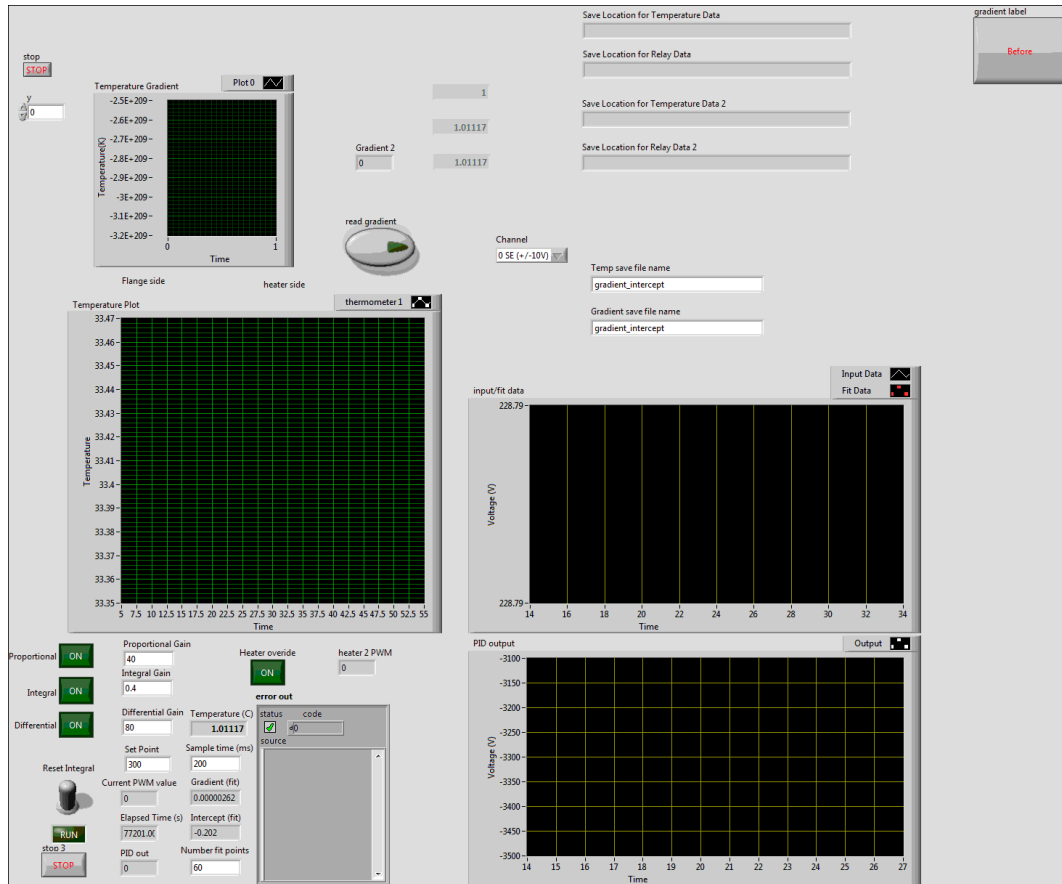 Save Location for Temperature Data
gradient label
Before
Save Location for Relay Data
stop
STOP
Temperature Gradient
Plot 0
y
0
1
Save Location for Temperature Data 2
1.01117
Save Location for Relay Data 2
Gradient 2
0
1.01117
-2.5E+209
-2.6E+209
-2.7E+209
-2.8E+209
-2.9E+209
-3E+209
-3.1E+209
-3.2E+209
Temperature(K)
0 1
Time
read gradient
Channel
0 SE (+/-10V)
Temp save file name
gradient_intercept
Gradient save file name
gradient_intercept
Flange side
heater side
Temperature Plot
thermometer 1
33.47
33.46
33.45
33.44
33.43
33.42
33.41
33.4
33.39
33.38
33.37
33.36
33.35
Temperature
5 7.5 10 12.5 15 17.5 20 22.5 25 27.5 30 32.5 35 37.5 40 42.5 45 47.5 50 52.5 55
Time
Input Data
Fit Data
input/fit data
228.79
228.79
Voltage (V)
14 16 18 20 22 24 26 28 30 32 34
Time
PID output
Output
-3100
-3150
-3200
-3250
-3300
-3350
-3400
-3450
-3500
Voltage (V)
14 15 16 17 18 19 20 21 22 23 24 25 26 27
Time
Proportional
ON
Proportional Gain
40
Heater overide
ON
heater 2 PWM
0
Integral
ON
Integral Gain
0.4
error out
Differential
ON
Differential Gain
80
Temperature (C)
1.01117
status
code
d0
source
Set Point
300
Sample time (ms)
200
Reset Integral
Current PWM value
0
Gradient (fit)
0.00000262
Elapsed Time (s)
77201.0
Intercept (fit)
-0.202
RUN
stop 3
STOP
PID out
0
Number fit points
60